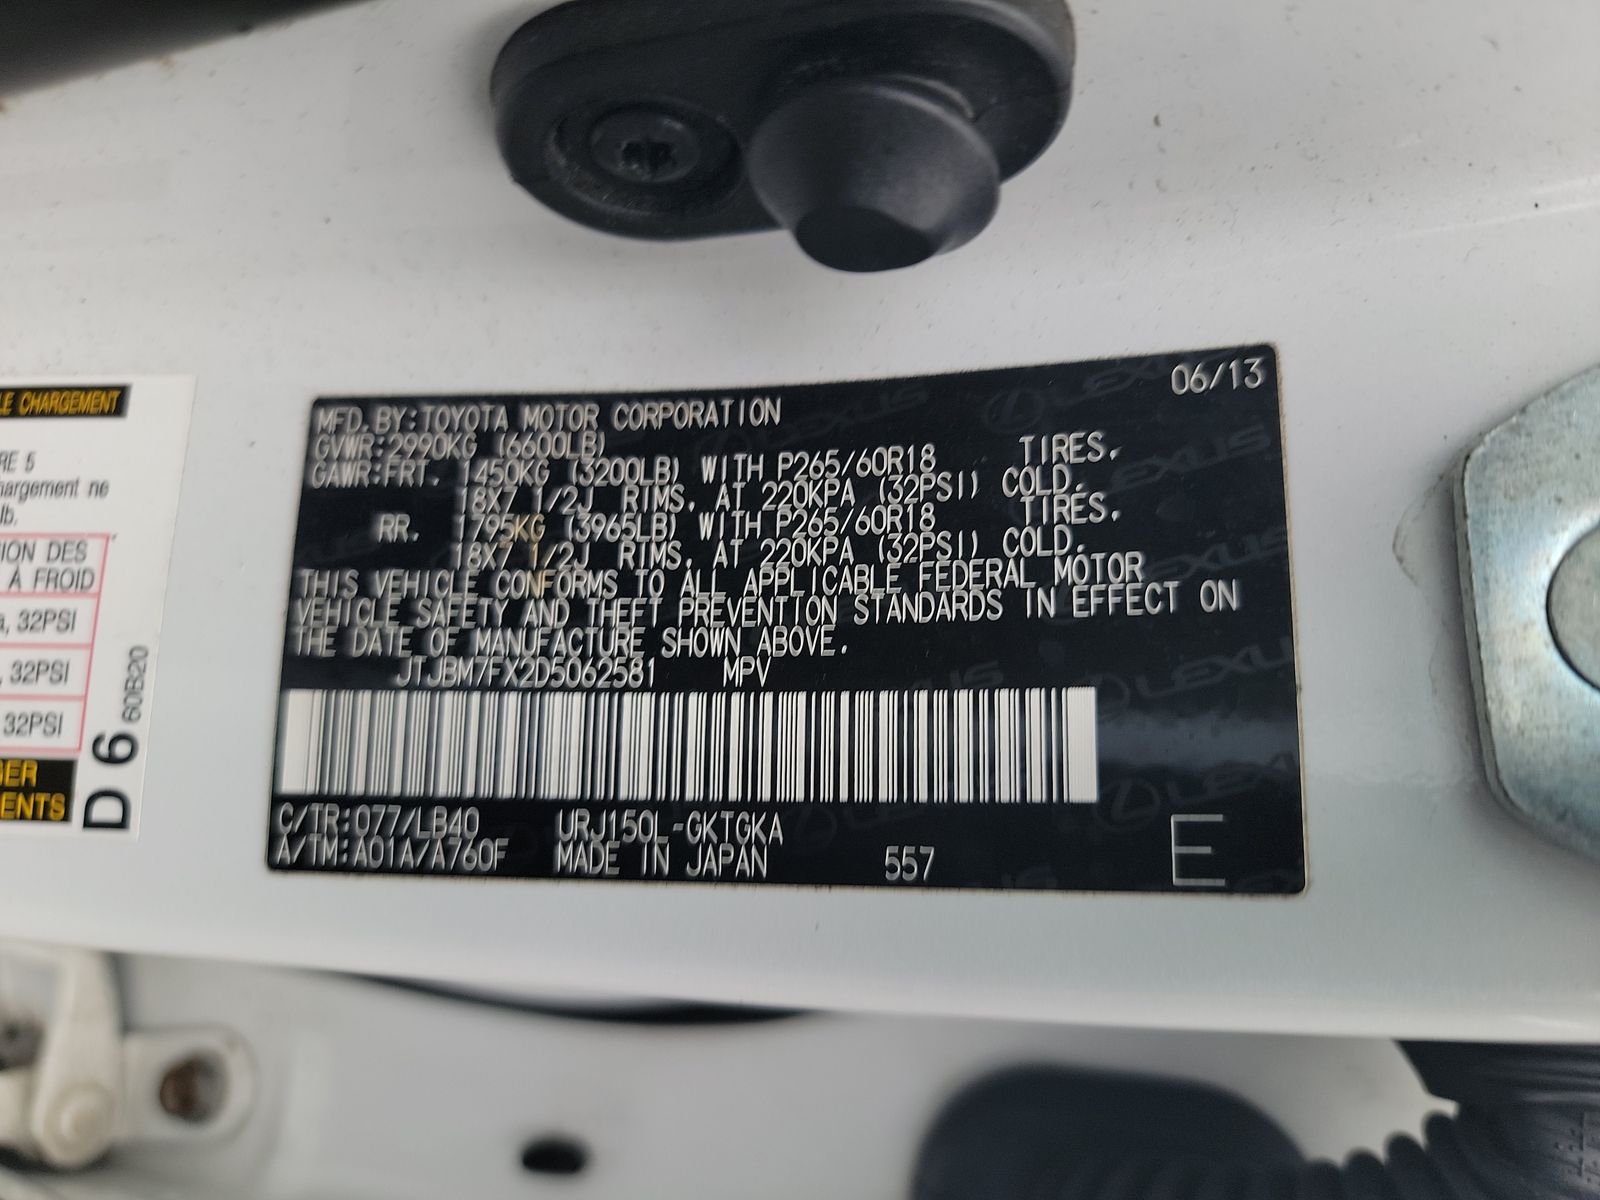 06/13
MFD.BY:TOYOTA MOTOR CORPORATION
GVWR:2990KG (6600LB)
GAWR:FRT. 1450KG (3200LB) WITH P265/60R18 TIRES.
18X7 1/2J RIMS. AT 220KPA (32PSI) COLD.
RR. 1795KG (3965LB) WITH P265/60R18 TIRES.
18X7 1/2J RIMS. AT 220KPA (32PSI) COLD.
THIS VEHICLE CONFORMS TO ALL APPLICABLE FEDERAL MOTOR
VEHICLE SAFETY AND THEFT PREVENTION STANDARDS IN EFFECT ON
THE DATE OF MANUFACTURE SHOWN ABOVE.
JTJBM7FX2D5062581 MPV
C/TR:077/LB40 URJ150L-GKTGKA
A/TM:A01A/A760F MADE IN JAPAN 557 E
LEXUS
LE CHARGEMENT
RE 5
hargement ne
lb.
TION DES
À FROID
a, 32PSI
, 32PSI
32PSI
GER
ENTS
D 6 60B20